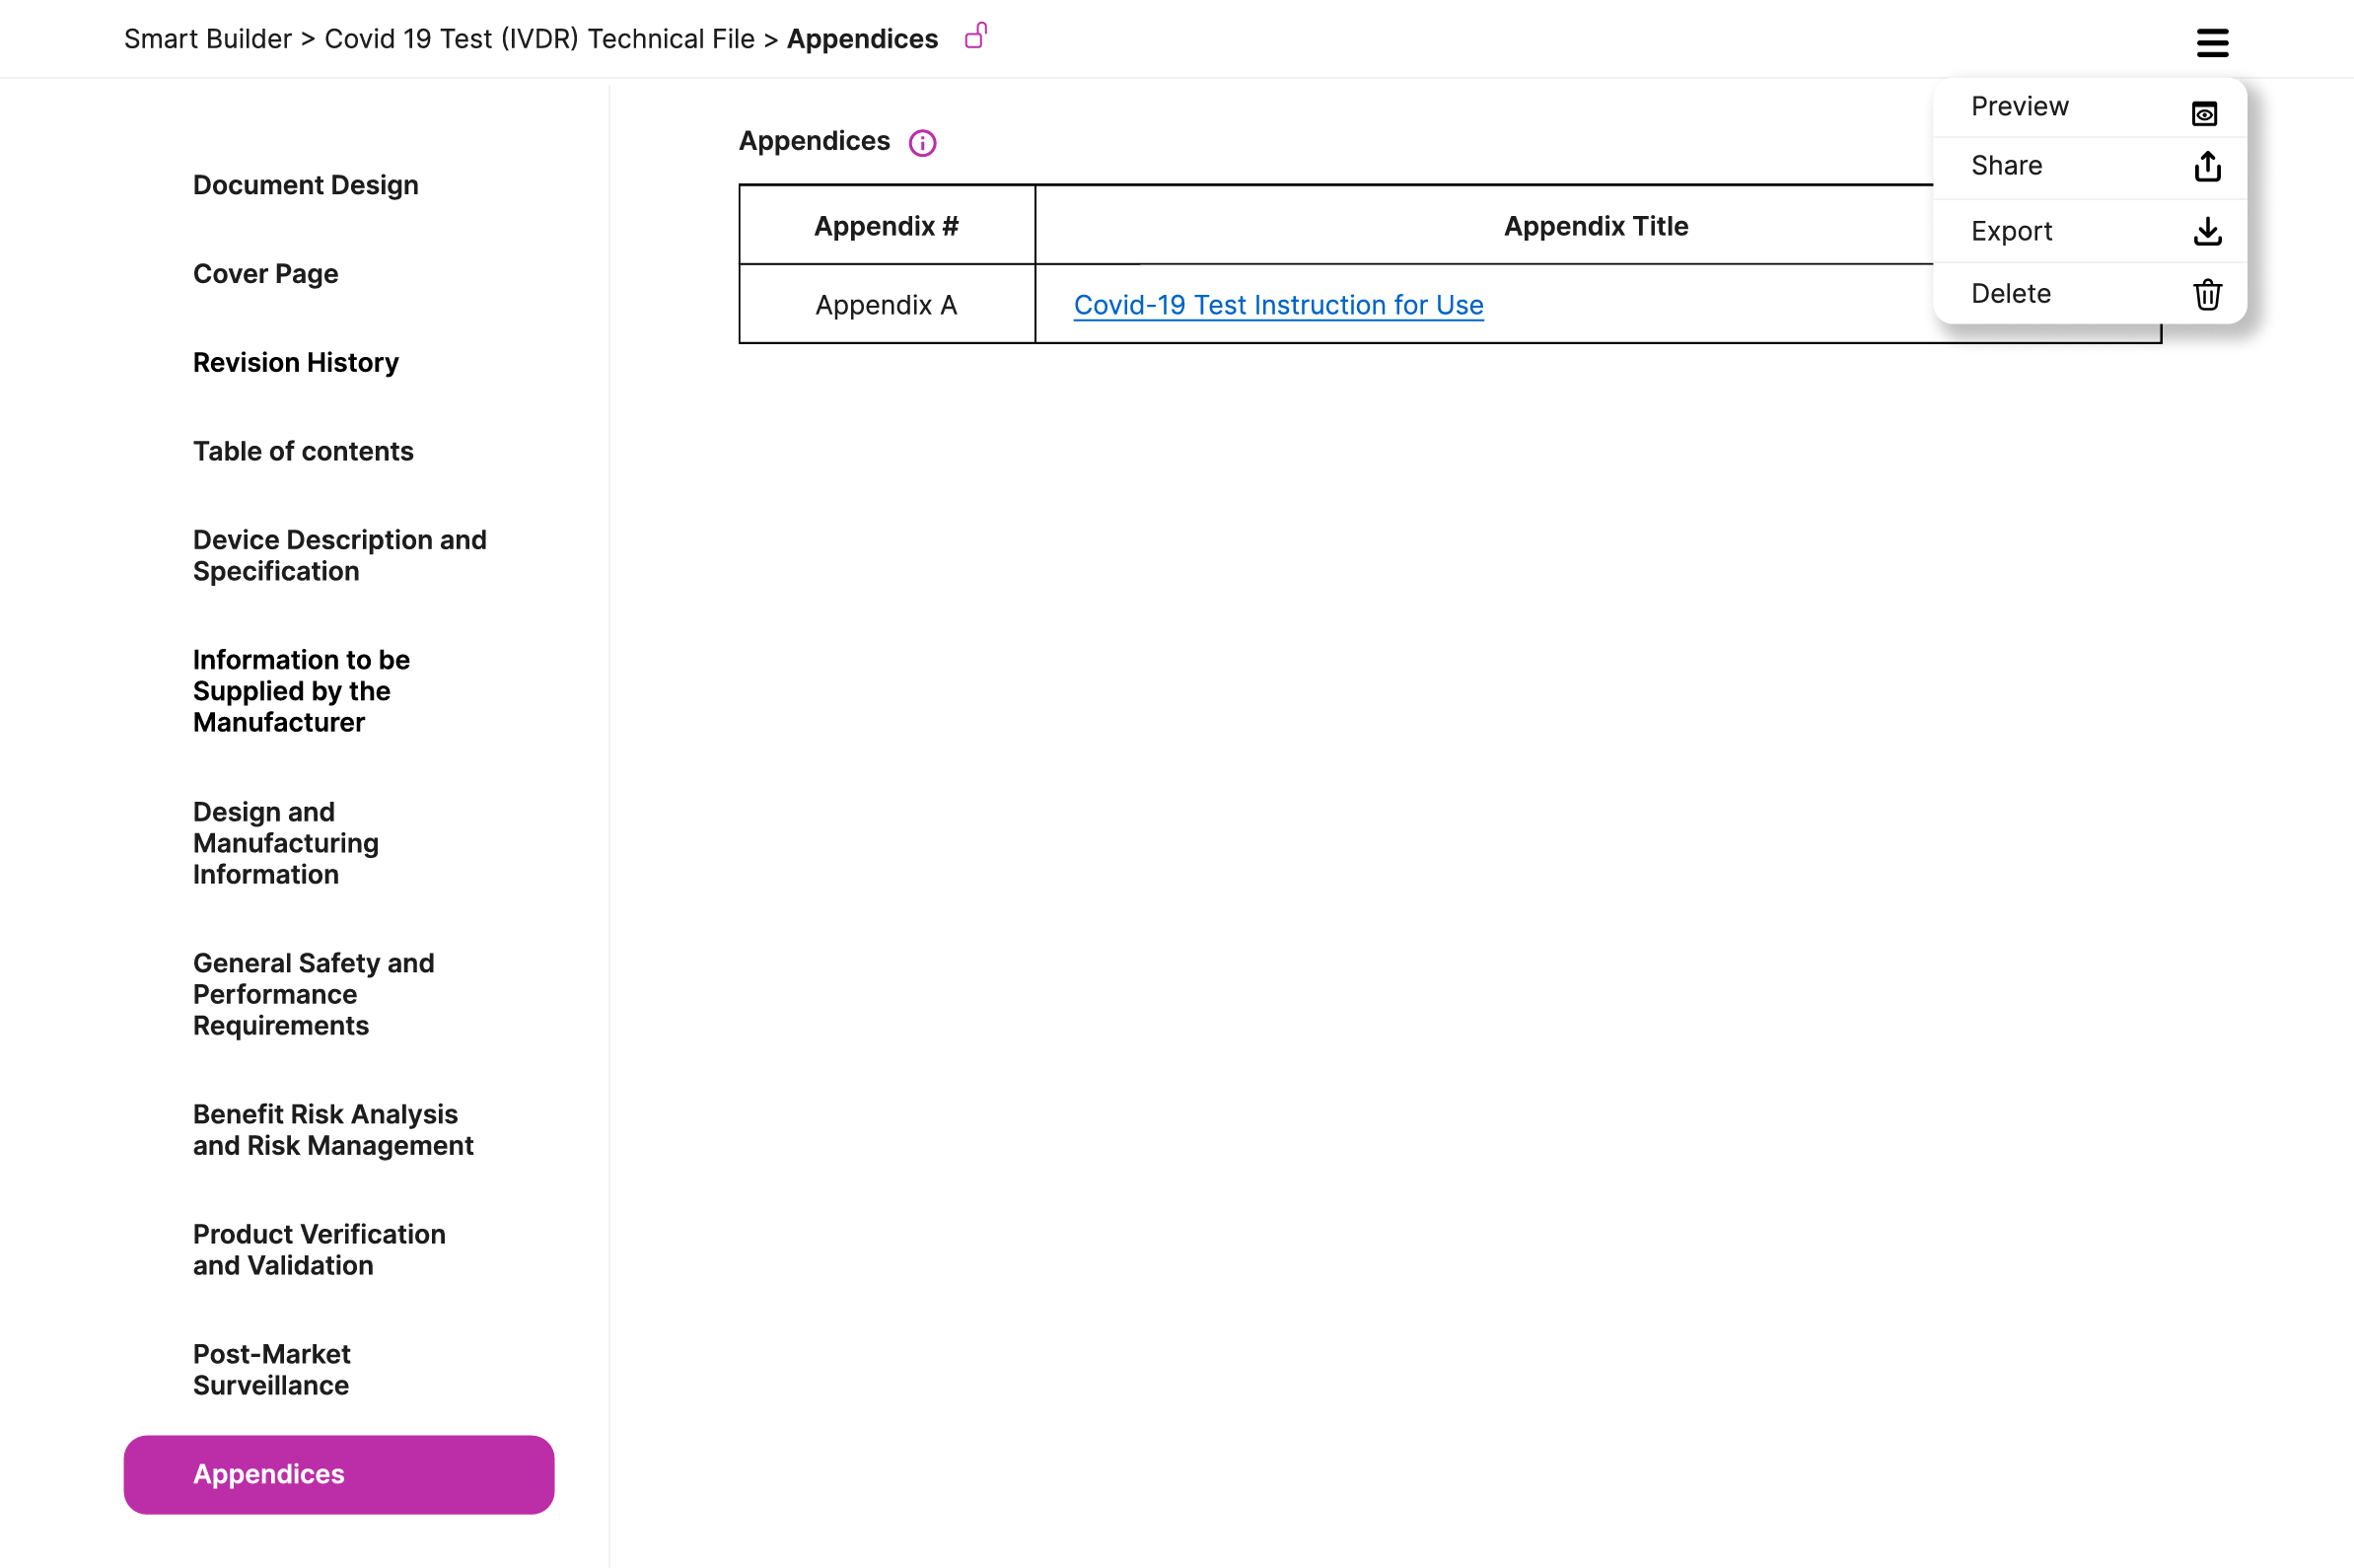 Smart Builder > Covid 19 Test (IVDR) Technical File > Appendices
Preview
Share
Export
Delete
Document Design
Cover Page
Revision History
Table of contents
Device Description and
Specification
Information to be
Supplied by the
Manufacturer
Design and
Manufacturing
Information
General Safety and
Performance
Requirements
Benefit Risk Analysis
and Risk Management
Product Verification
and Validation
Post-Market
Surveillance
Appendices
Appendices
Appendix # Appendix Title
Appendix A Covid-19 Test Instruction for Use